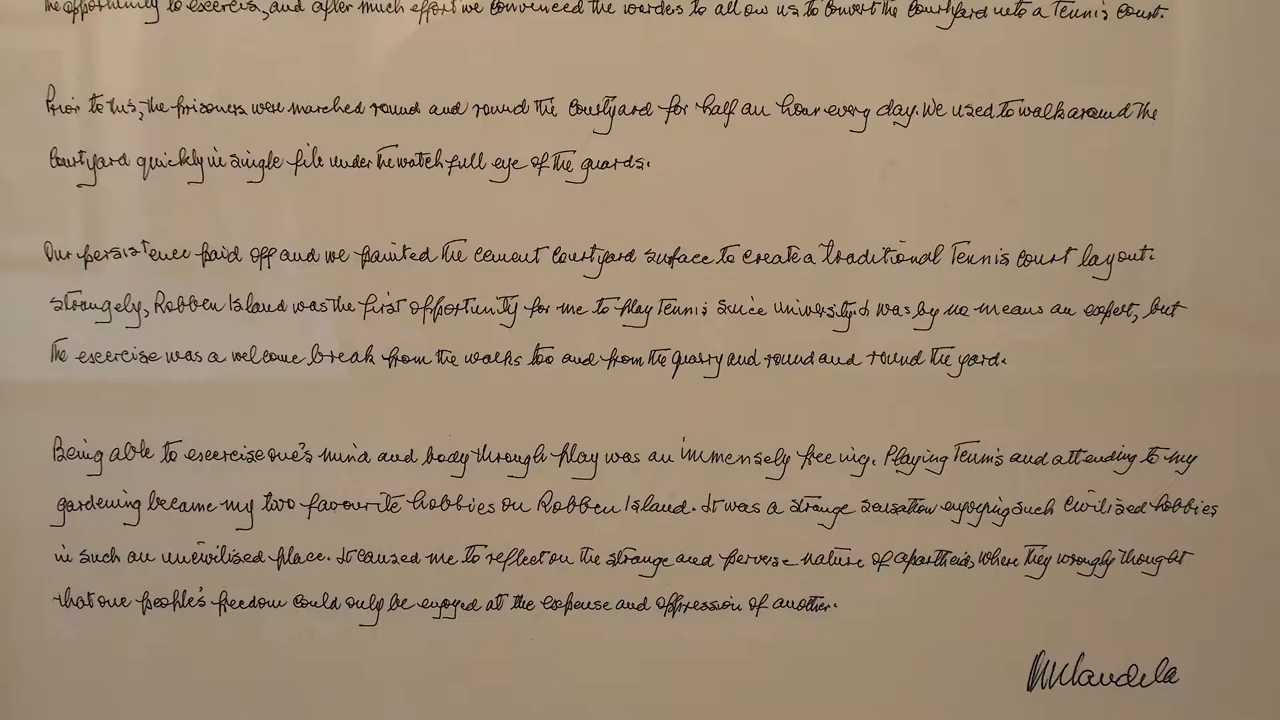 the opportunity to excercis, and after much effort we convinced the warders to allow us to convert the courtyard into a Tennis court.
Prior to this, the prisoners were marched round and round the courtyard for half an hour every day. We used to walk around the
courtyard quickly in single file under the watchfull eye of the guards.
Our persistence paid off and we painted the cement courtyard surface to create a traditional Tennis court layout.
Strangely, Robben Island was the first opportunity for me to play Tennis since university. I was by no means an expert, but
the excercise was a welcome break from the walks too and from the quarry and round and round the yard.
Being able to excercise one's mind and body through play was an immensely freeing. Playing Tennis and attending to my
gardening became my two favourite hobbies on Robben Island. It was a strange sensation enjoying such civilised hobbies
in such an uncivilised place. It caused me to reflect on the strange and perverse nature of apartheid, where they wrongly thought
that one people's freedom could only be enjoyed at the expense and oppression of another.
NMandela